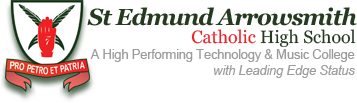 St Edmund Arrowsmith
Catholic High School
A High Performing Technology & Music College
with Leading Edge Status
PRO PETRO ET PATRIA